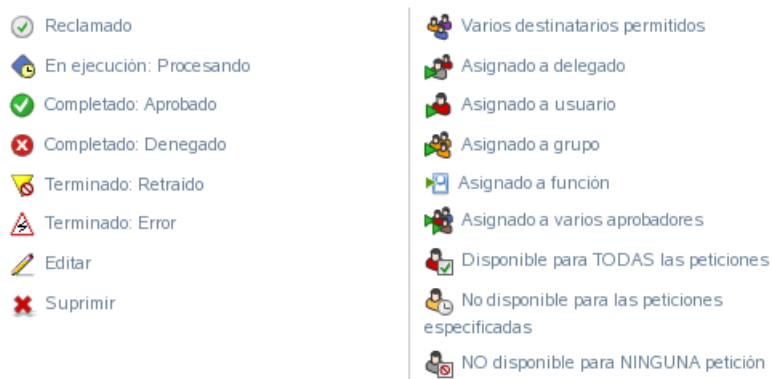 Reclamado
En ejecución: Procesando
Completado: Aprobado
Completado: Denegado
Terminado: Retraído
Terminado: Error
Editar
Suprimir
Varios destinatarios permitidos
Asignado a delegado
Asignado a usuario
Asignado a grupo
Asignado a función
Asignado a varios aprobadores
Disponible para TODAS las peticiones
No disponible para las peticiones
especificadas
NO disponible para NINGUNA petición